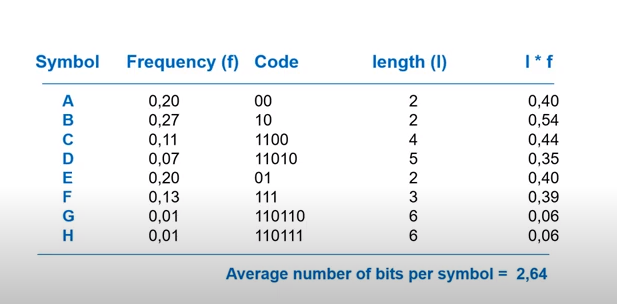 Symbol Frequency (f) Code length (l) l * f
A 0,20 00 2 0,40
B 0,27 10 2 0,54
C 0,11 1100 4 0,44
D 0,07 11010 5 0,35
E 0,20 01 2 0,40
F 0,13 111 3 0,39
G 0,01 110110 6 0,06
H 0,01 110111 6 0,06
Average number of bits per symbol = 2,64